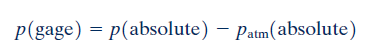 p(gage) = p(absolute) − p_atm(absolute)